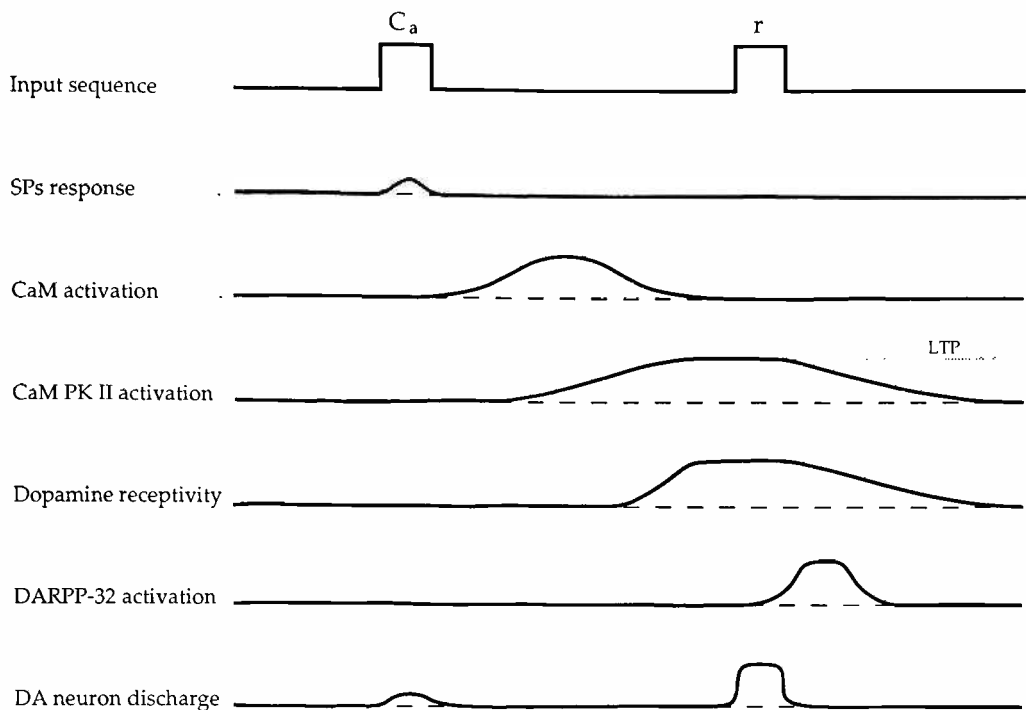 C a r
Input sequence
SPs response
CaM activation
LTP
CaM PK II activation
Dopamine receptivity
DARPP-32 activation
DA neuron discharge